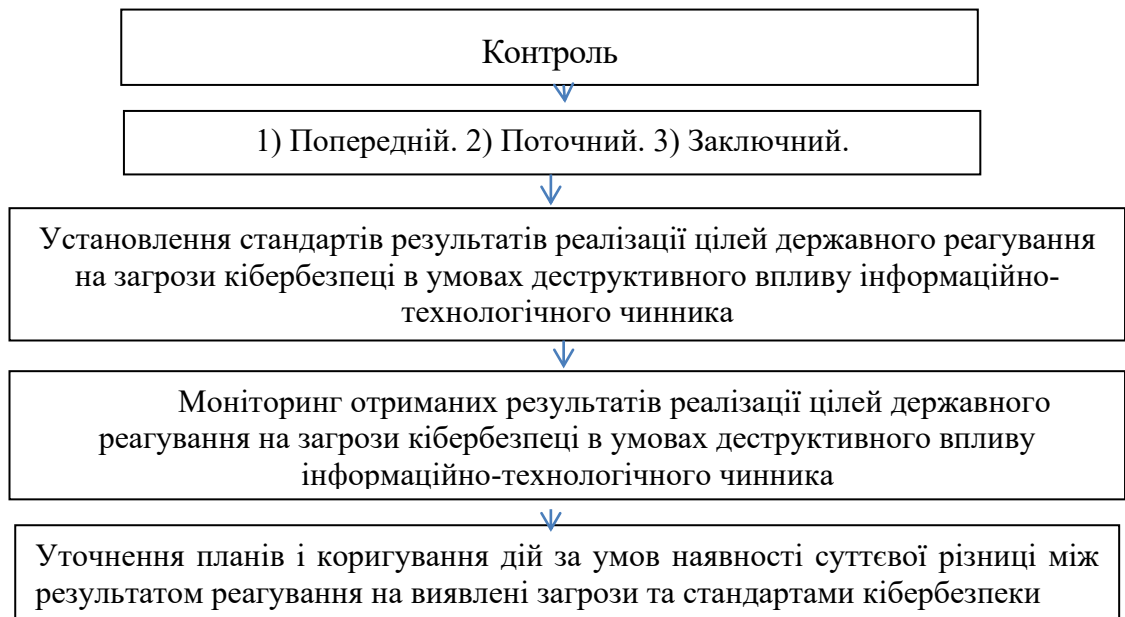 Контроль
1) Попередній. 2) Поточний. 3) Заключний.
Установлення стандартів результатів реалізації цілей державного реагування
на загрози кібербезпеці в умовах деструктивного впливу інформаційно-
технологічного чинника
Моніторинг отриманих результатів реалізації цілей державного
реагування на загрози кібербезпеці в умовах деструктивного впливу
інформаційно-технологічного чинника
Уточнення планів і коригування дій за умов наявності суттєвої різниці між
результатом реагування на виявлені загрози та стандартами кібербезпеки